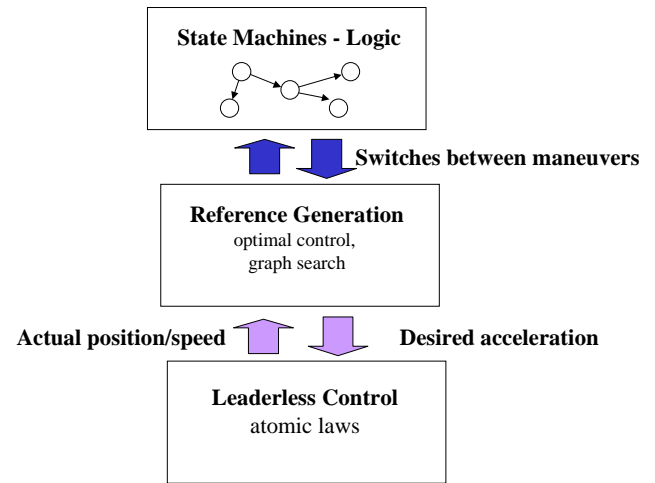 State Machines - Logic
Switches between maneuvers
Reference Generation
optimal control,
graph search
Actual position/speed
Desired acceleration
Leaderless Control
atomic laws